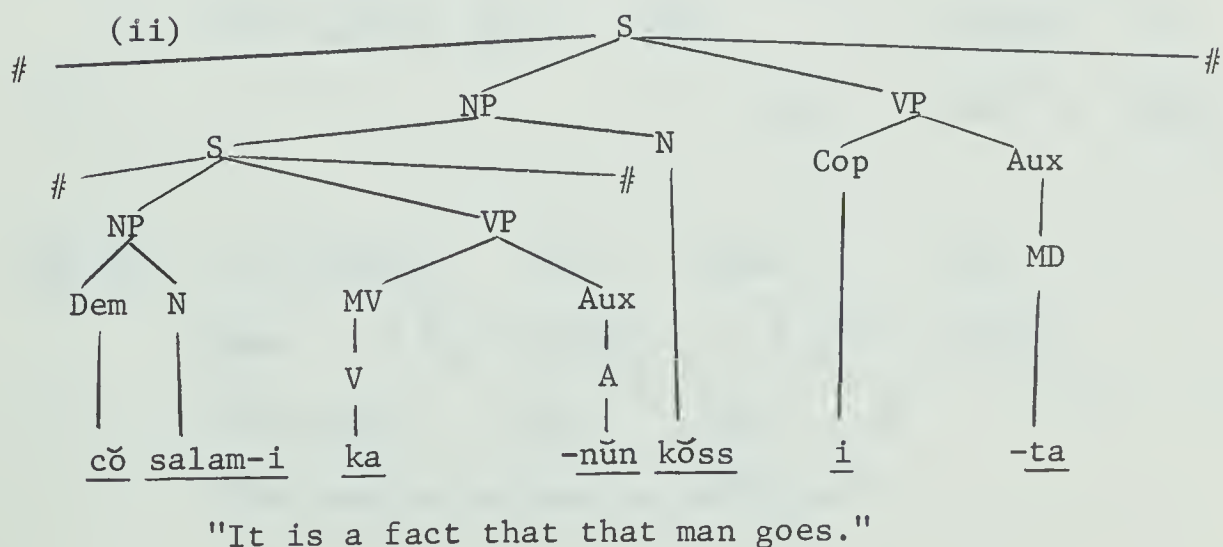 (ii)
S
# #
NP VP
S N Cop Aux
# #
NP VP MD
Dem N MV Aux
V A
cŏ salam-i ka -nŭn kŏss i -ta
"It is a fact that that man goes."